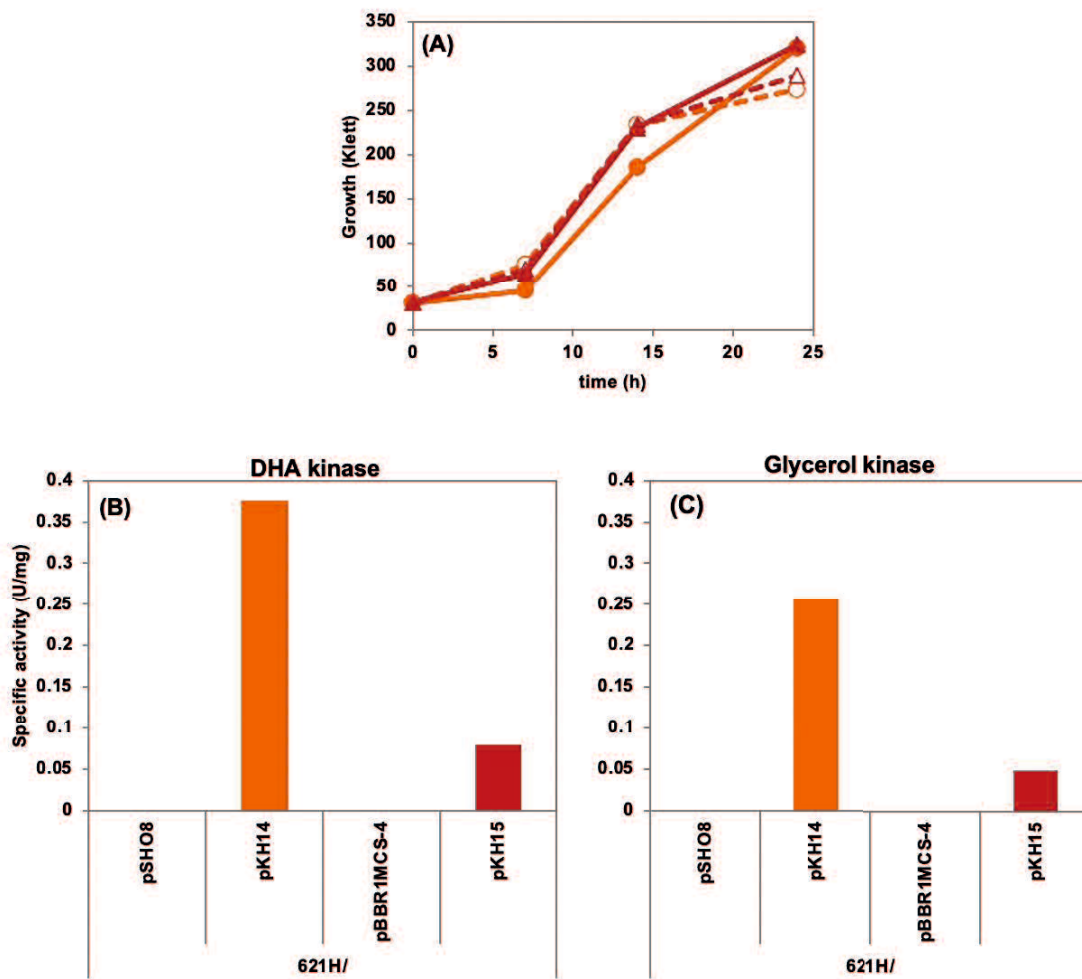 (A)
350
300
250
200
150
100
50
0
Growth (Klett)
0 5 10 15 20 25
time (h)
DHA kinase
(B)
0.4
0.35
0.3
0.25
0.2
0.15
0.1
0.05
0
Specific activity (U/mg)
pSHO8
pKH14
pBBR1MCS-4
pKH15
621H/
Glycerol kinase
(C)
0.4
0.35
0.3
0.25
0.2
0.15
0.1
0.05
0
pSHO8
pKH14
pBBR1MCS-4
pKH15
621H/